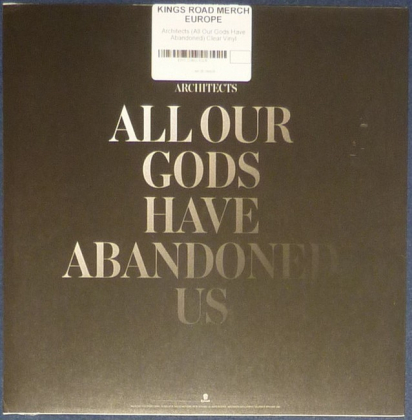 KINGS ROAD MERCH
EUROPE
Architects (All Our Gods Have
Abandoned) Clear Vinyl
ARCHITECTS
ALL OUR
GODS
HAVE
ABANDONED
US